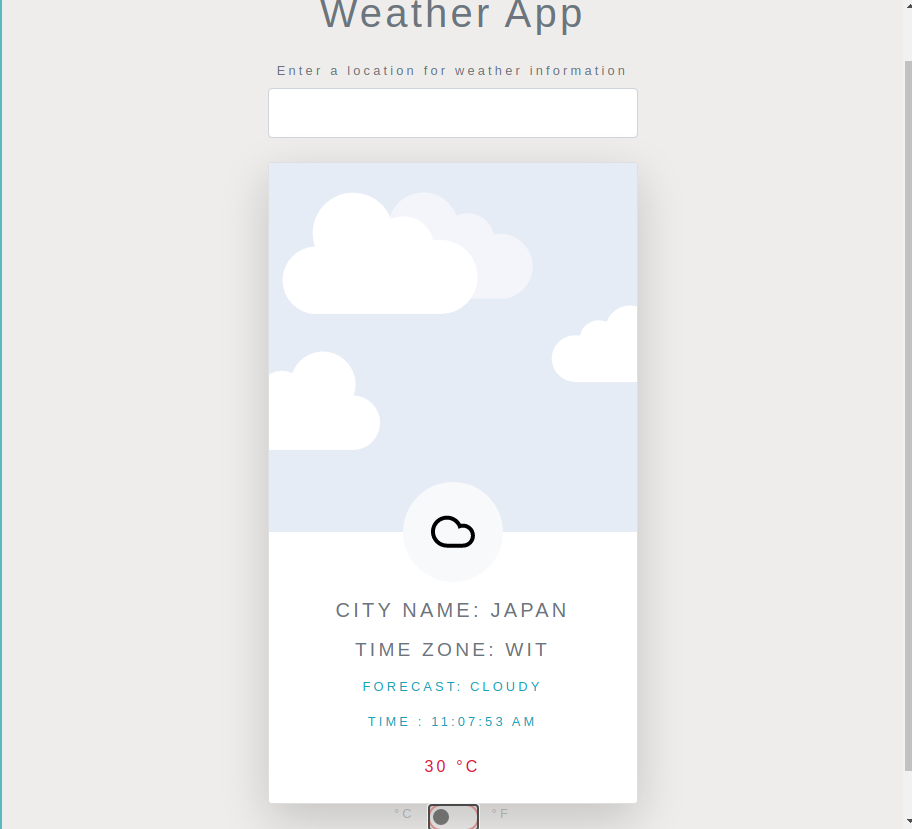 Weather App
Enter a location for weather information
CITY NAME: JAPAN
TIME ZONE: WIT
FORECAST: CLOUDY
TIME : 11:07:53 AM
30 °C
°C °F